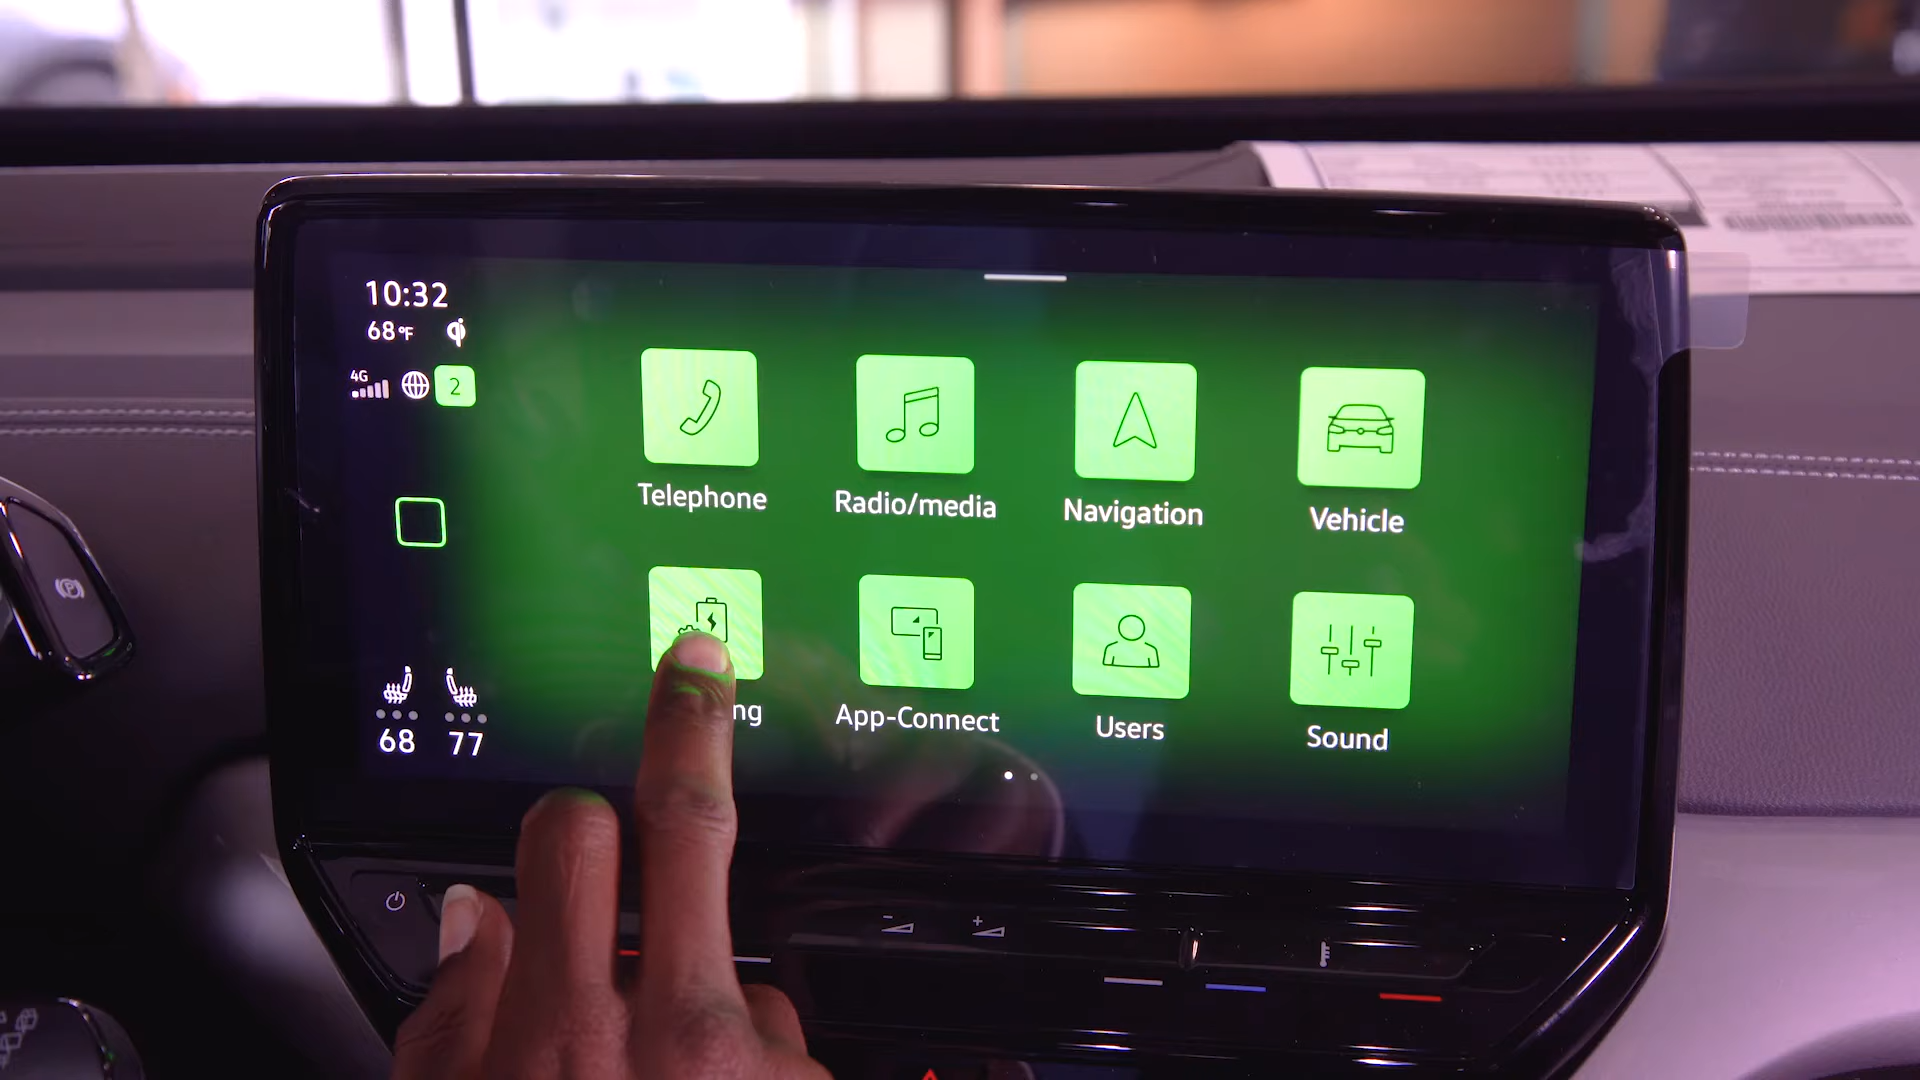 10:32
68°F
4G
2
Telephone
Radio/media
Navigation
Vehicle
ng
App-Connect
Users
Sound
68
77